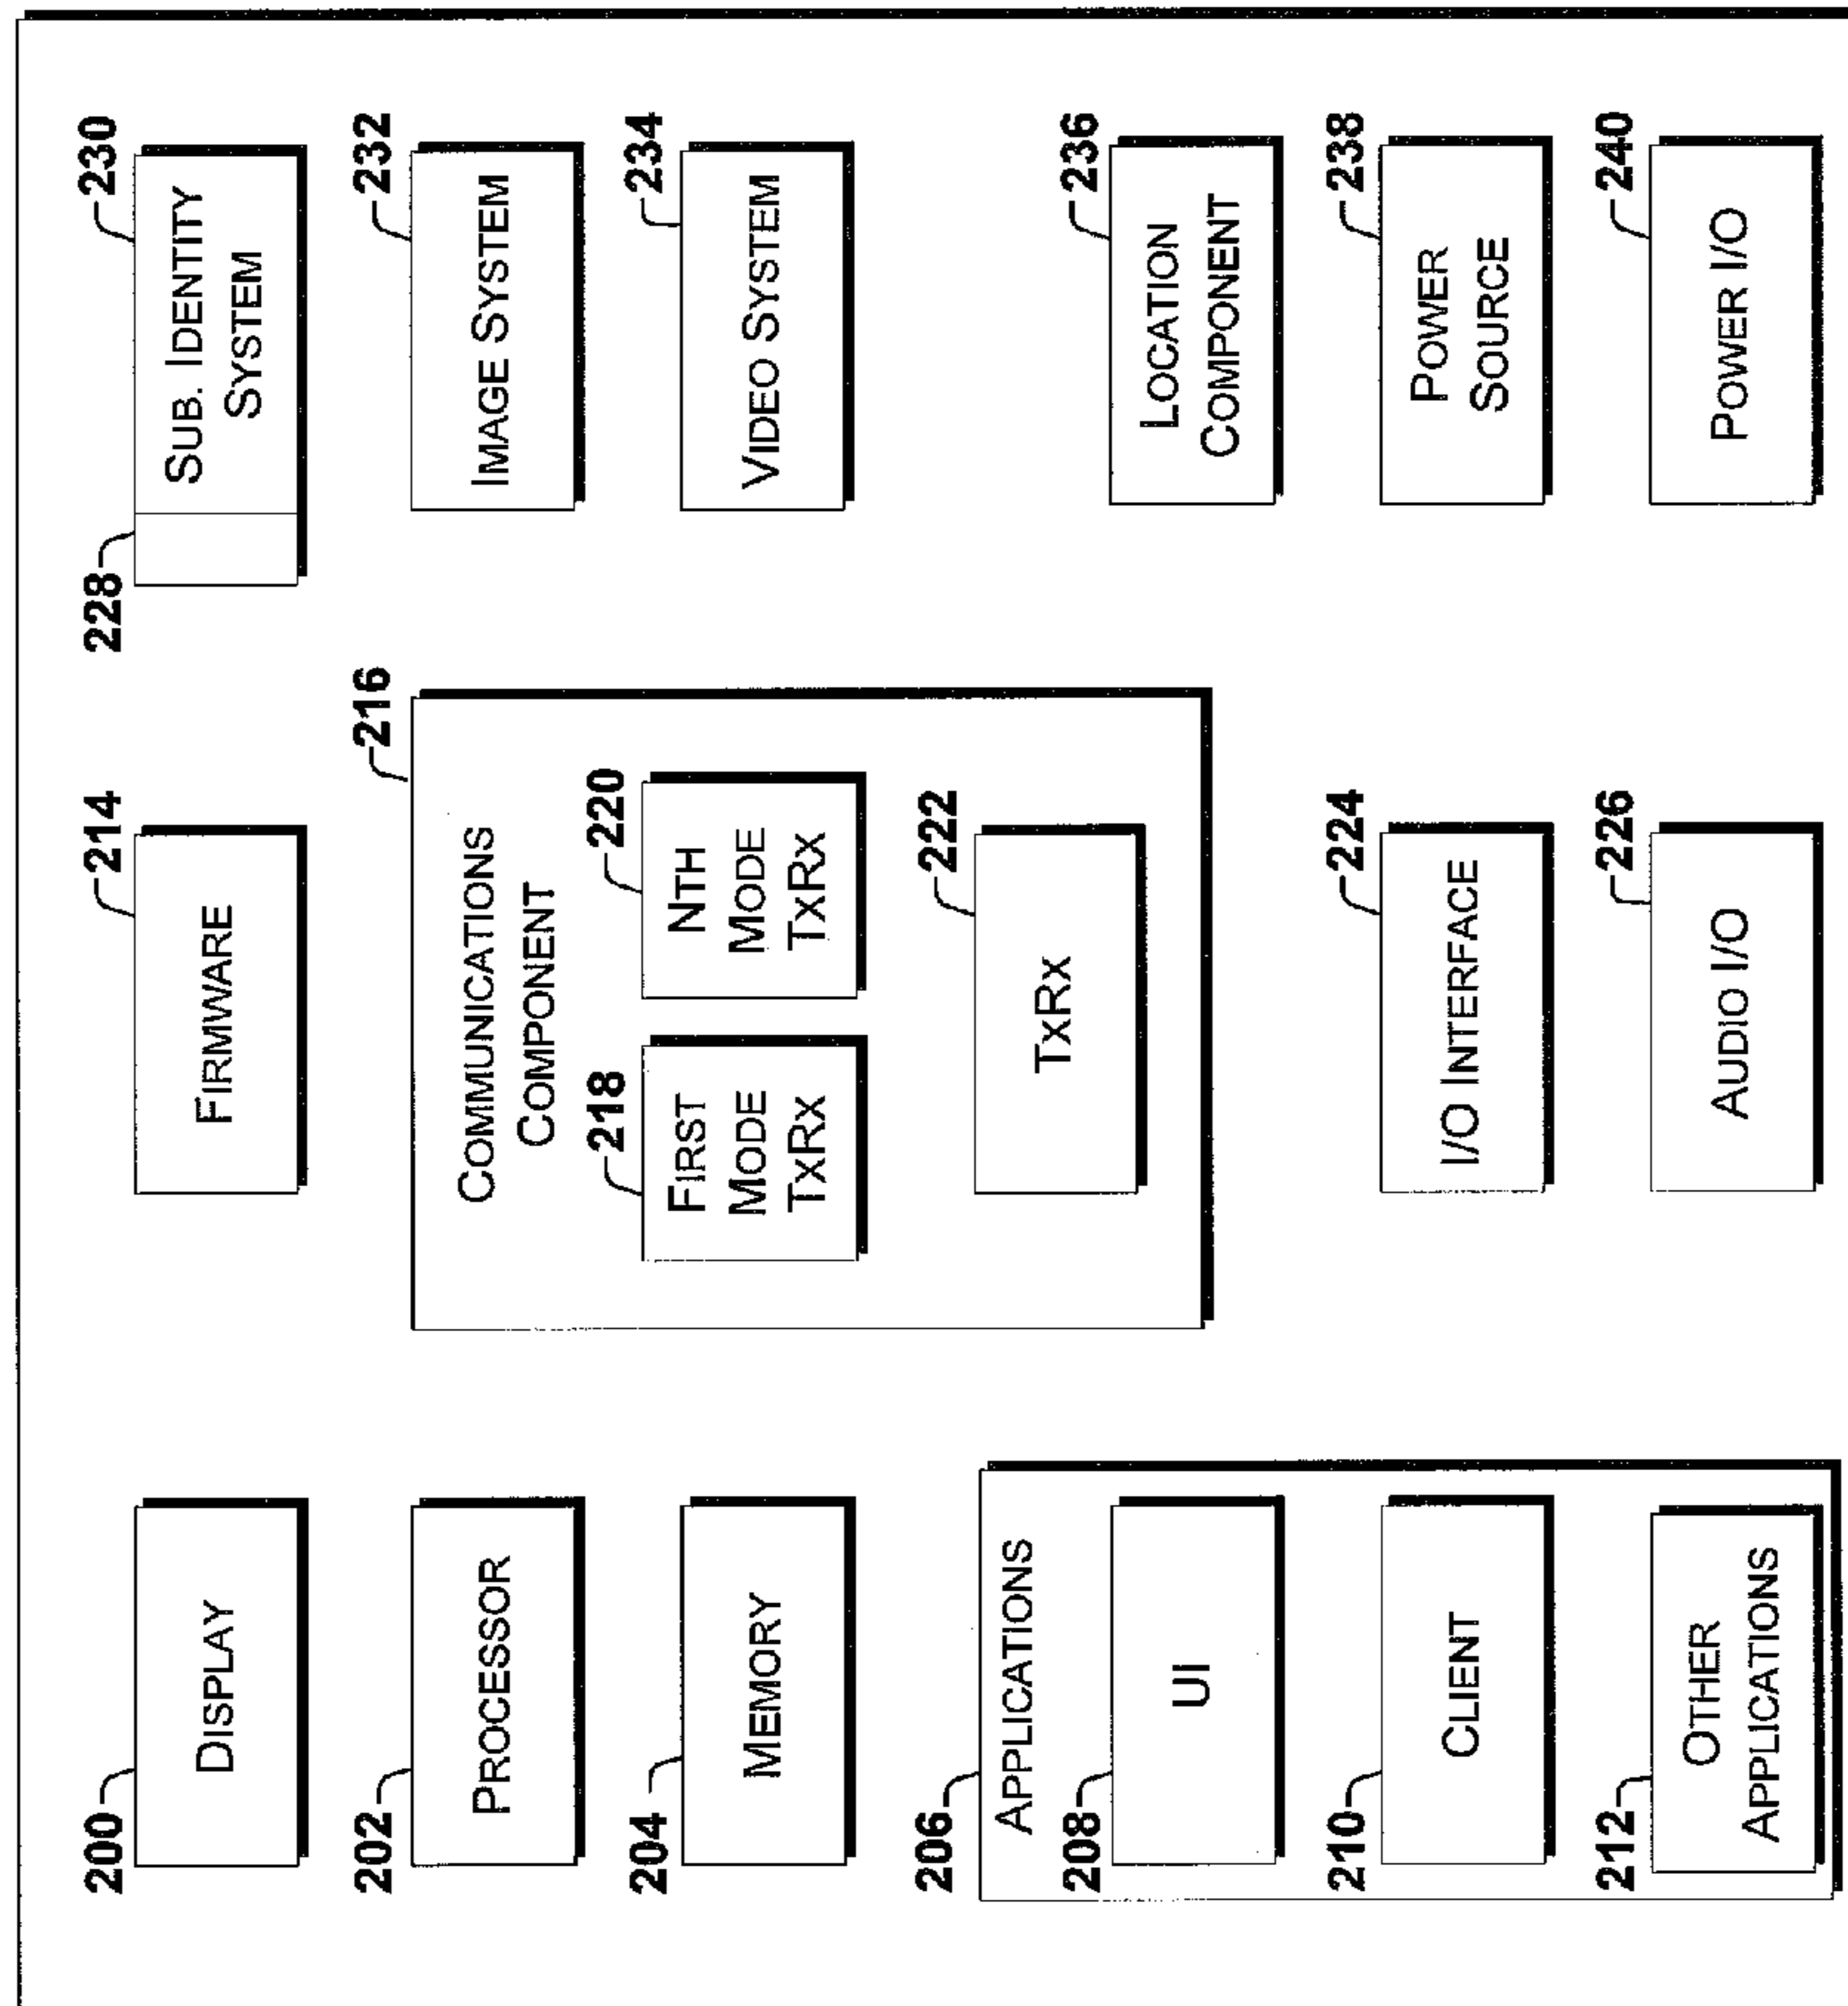 200
DISPLAY
202
PROCESSOR
204
MEMORY
206
APPLICATIONS
208
UI
210
CLIENT
212
OTHER
APPLICATIONS
214
FIRMWARE
216
COMMUNICATIONS
COMPONENT
218
FIRST
MODE
TXRX
220
NTH
MODE
TXRX
222
TXRX
224
I/O INTERFACE
226
AUDIO I/O
228
230
SUB. IDENTITY
SYSTEM
232
IMAGE SYSTEM
234
VIDEO SYSTEM
236
LOCATION
COMPONENT
238
POWER
SOURCE
240
POWER I/O